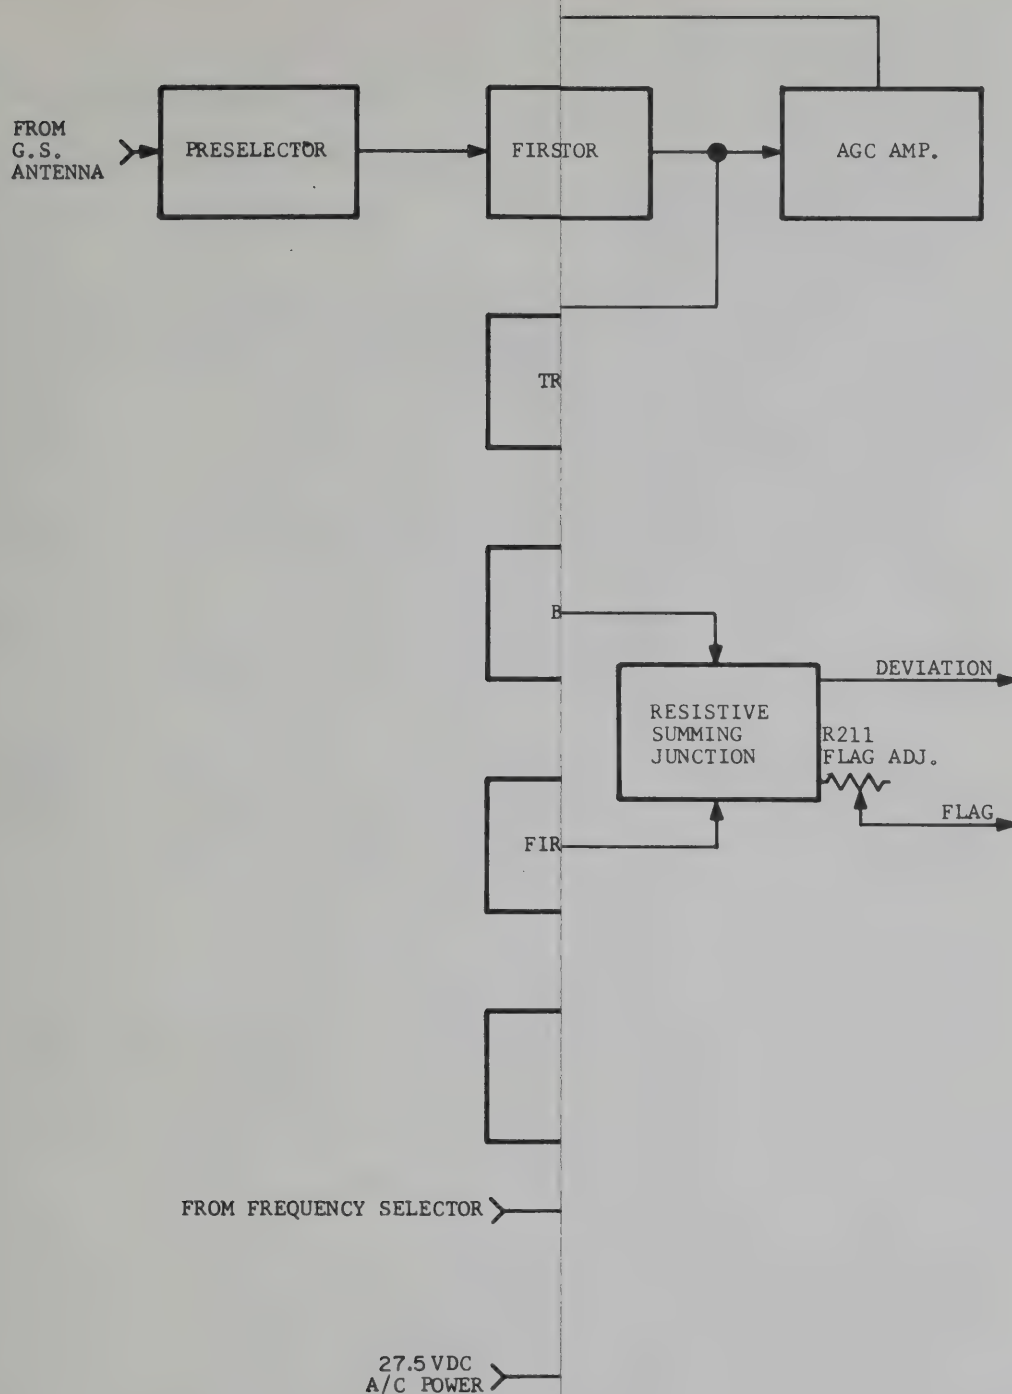 FROM
G.S.
ANTENNA
PRESELECTOR
FIRSTOR
AGC AMP.
TR
B
DEVIATION
RESISTIVE
SUMMING
JUNCTION
R211
FLAG ADJ.
FLAG
FIR
FROM FREQUENCY SELECTOR
27.5 VDC
A/C POWER